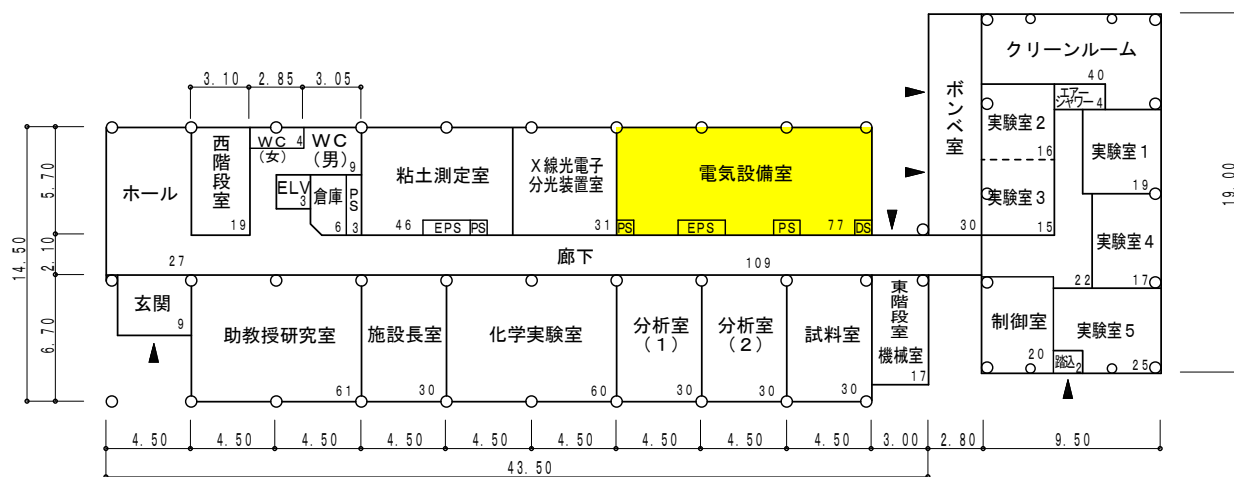 クリーンルーム
40
3.10 2.85 3.05
エアー
シャワー 4
ボンベ室
30
19.00
西階段室
19
WC 4
(女)
WC
(男)
9
ホール
27
ELV
3
倉庫
6
PS
3
粘土測定室
46
EPS
PS
X線光電子
分光装置室
31
電気設備室
77
PS
EPS
PS
DS
実験室2
16
実験室3
15
実験室1
19
実験室4
17
22
5.70
2.10
6.70
14.50
廊下
109
玄関
9
助教授研究室
61
施設長室
30
化学実験室
60
分析室
(1)
30
分析室
(2)
30
試料室
30
東階段室
機械室
17
制御室
20
踏込 2
実験室5
25
4.50 4.50 4.50 4.50 4.50 4.50 4.50 4.50 4.50 3.00 2.80 9.50
43.50